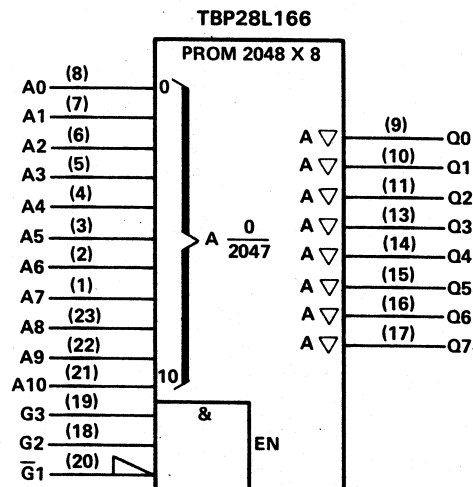 TBP28L166
PROM 2048 X 8
A0 (8) 0
A1 (7)
A2 (6)
A3 (5)
A4 (4)
A5 (3)
A6 (2)
A7 (1)
A8 (23)
A9 (22)
A10 (21) 10
G3 (19)
G2 (18)
G̅1 (20)
A 0/2047
&
EN
A ▽ (9) Q0
A ▽ (10) Q1
A ▽ (11) Q2
A ▽ (13) Q3
A ▽ (14) Q4
A ▽ (15) Q5
A ▽ (16) Q6
A ▽ (17) Q7